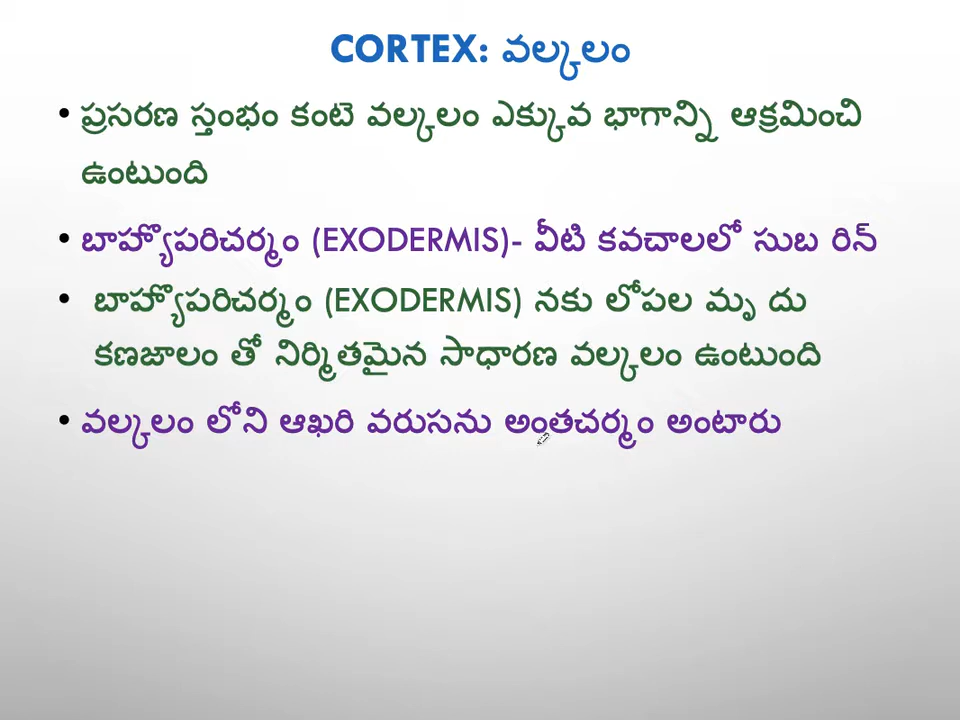 CORTEX: వల్కలం
• ప్రసరణ స్తంభం కంటె వల్కలం ఎక్కువ భాగాన్ని ఆక్రమించి
ఉంటుంది
• బాహ్యొపరిచర్మం (EXODERMIS)- వీటి కవచాలలో సుబ రిన్
• బాహ్యొపరిచర్మం (EXODERMIS) నకు లోపల మృ దు
కణజాలం తో నిర్మితమైన సాధారణ వల్కలం ఉంటుంది
• వల్కలం లోని ఆఖరి వరుసను అంతచర్మం అంటారు